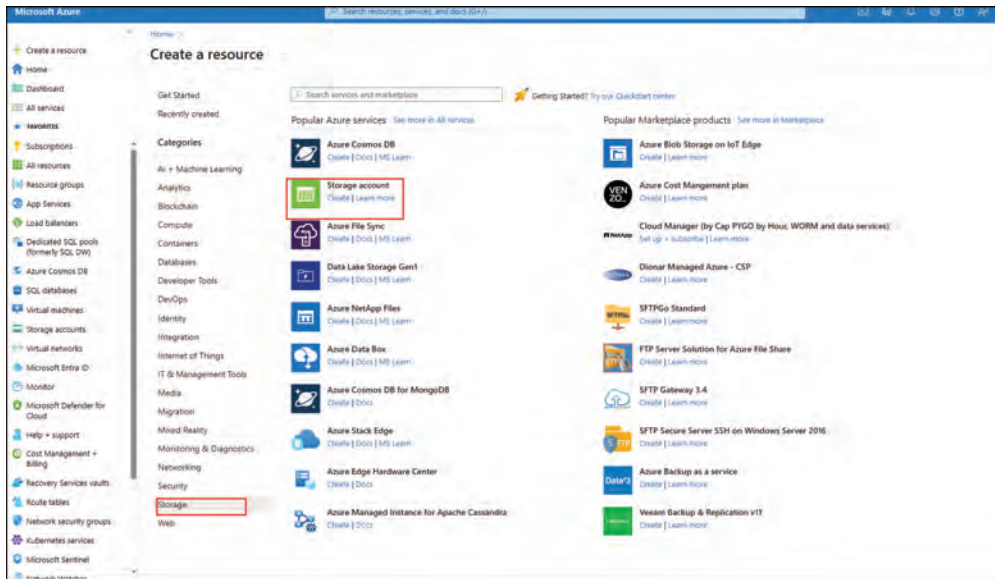 Microsoft Azure
Search resources, services, and docs (G+/)
Create a resource
Home
Dashboard
All services
FAVORITES
Subscriptions
All resources
Resource groups
App Services
Load balancers
Dedicated SQL pools
(formerly SQL DW)
Azure Cosmos DB
SQL databases
Virtual machines
Storage accounts
Virtual networks
Microsoft Entra ID
Monitor
Microsoft Defender for
Cloud
Help + support
Cost Management +
Billing
Recovery Services vaults
Route tables
Network security groups
Kubernetes services
Microsoft Sentinel
Network Watcher
Home >
Create a resource
Get Started
Recently created
Categories
AI + Machine Learning
Analytics
Blockchain
Compute
Containers
Databases
Developer Tools
DevOps
Identity
Integration
Internet of Things
IT & Management Tools
Media
Migration
Mixed Reality
Monitoring & Diagnostics
Networking
Security
Storage
Web
Search services and marketplace
Getting Started? Try our Quickstart center
Popular Azure services See more in All services
Azure Cosmos DB
Create | Docs | MS Learn
Storage account
Create | Learn more
Azure File Sync
Create | Docs | MS Learn
Data Lake Storage Gen1
Create | Docs | MS Learn
Azure NetApp Files
Create | Docs | MS Learn
Azure Data Box
Create | Docs | MS Learn
Azure Cosmos DB for MongoDB
Create | Docs
Azure Stack Edge
Create | Docs | MS Learn
Azure Edge Hardware Center
Create | Docs
Azure Managed Instance for Apache Cassandra
Create | Docs
Popular Marketplace products See more in Marketplace
Azure Blob Storage on IoT Edge
Create | Learn more
VEN
ZO_
Azure Cost Mangement plan
Create | Learn more
NetApp
Cloud Manager (by Cap PYGO by Hour, WORM and data services)
Set up + subscribe | Learn more
Dionar Managed Azure - CSP
Create | Learn more
SFTPGo Standard
Create | Learn more
FTP Server Solution for Azure File Share
Create | Learn more
SFTP Gateway 3.4
Create | Learn more
SFTP Secure Server SSH on Windows Server 2016
Create | Learn more
Data#3
Azure Backup as a service
Create | Learn more
Veeam Backup & Replication v11
Create | Learn more